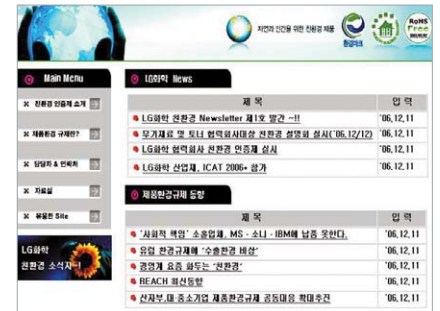 자연과 인간을 위한 친환경 제품
환경마크
RoHS
Free
Main Menu
친환경 인증제 소개
제품환경 규제란?
담당자 & 연락처
자료실
유용한 Site
LG화학
친환경 소식지~!
LG화학 News
제 목 입 력
LG화학 친환경 Newsletter 제1호 발간 ~!! '06,12,11
무기재료 및 토너 협력회사대상 친환경 설명회 실시('06,12/12) '06,12,11
LG화학 협력회사 친환경 인증제 실시 '06,12,11
LG화학 산업재, ICAT 2006+ 참가 '06,12,11
제품환경규제 동향
제 목 입 력
'사회적 책임' 소홀업체, MS · 소니 · IBM에 납품 못한다. '06,12,11
유럽 환경규제에 '수출환경 비상' '06,12,11
경영계 요즘 화두는 '친환경' '06,12,11
REACH 최신동향 '06,12,11
산자부,대·중소기업 제품환경규제 공동대응 확대추진 '06,12,11